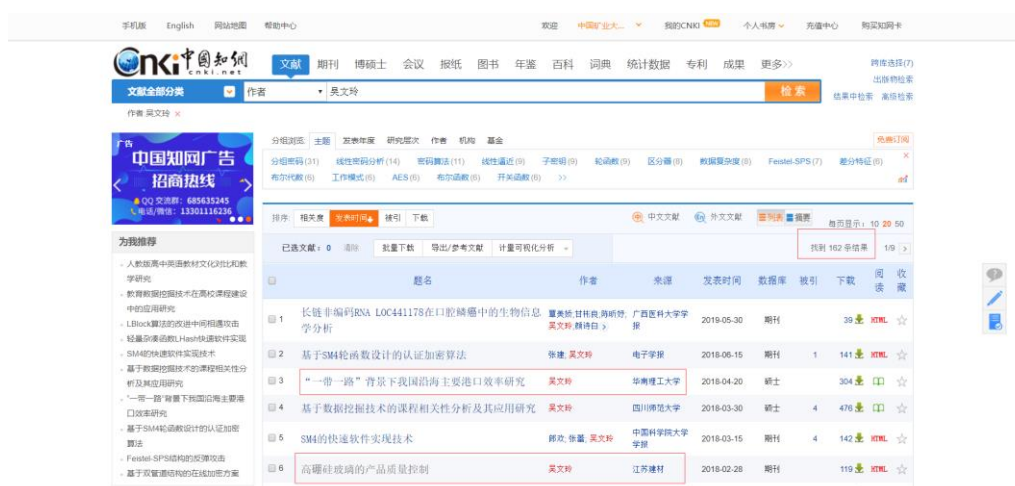 手机版 English 网站地图 帮助中心 欢迎 中国矿业大... 我的CNKI NEW 个人书房 充值中心 购买知网卡
Cnki中国知网
cnki.net
文献 期刊 博硕士 会议 报纸 图书 年鉴 百科 词典 统计数据 专利 成果 更多>>
跨库选择(7)
出版物检索
文献全部分类 作者 吴文玲 检索
结果中检索 高级检索
作者:吴文玲 ×
广告
中国知网广告
招商热线
QQ 交流群: 685635245
电话/微信: 13301116236
分组浏览: 主题 发表年度 研究层次 作者 机构 基金 免费订阅
分组密码(31) 线性密码分析(14) 密码算法(11) 线性逼近(9) 子密钥(9) 轮函数(9) 区分器(8) 数据复杂度(8) Feistel-SPS(7) 差分特征(6) ×
布尔代数(6) 工作模式(6) AES(6) 布尔函数(6) 开关函数(6) >>
排序: 相关度 发表时间 被引 下载 中文文献 外文文献 列表 摘要 每页显示: 10 20 50
已选文献: 0 清除 批量下载 导出/参考文献 计量可视化分析 找到 162 条结果 1/9 >
题名 作者 来源 发表时间 数据库 被引 下载 阅读 收藏
1 长链非编码RNA LOC441178在口腔鳞癌中的生物信息学分析 吴文玲 广西医科大学学报 2019-05-30 期刊 39 HTML
2 基于SM4轮函数设计的认证加密算法 张建;吴文玲 电子学报 2018-06-15 期刊 1 141 HTML
3 “一带一路”背景下我国沿海主要港口效率研究 吴文玲 华南理工大学 2018-04-20 硕士 304
4 基于数据挖掘技术的课程相关性分析及其应用研究 吴文玲 四川师范大学 2018-03-30 硕士 4 476
5 SM4的快速软件实现技术 郎欢;张蕾;吴文玲 中国科学院大学学报 2018-03-15 期刊 4 142 HTML
6 高硼硅玻璃的产品质量控制 吴文玲 江苏建材 2018-02-28 期刊 119 HTML
为我推荐
人教版高中英语教材文化对比和教学研究
教育数据挖掘技术在高校课程建设中的应用研究
LBlock算法的改进中间相遇攻击
轻量杂凑函数LHash快速软件实现
SM4的快速软件实现技术
基于数据挖掘技术的课程相关性分析及其应用研究
“一带一路”背景下我国沿海主要港口效率研究
基于SM4轮函数设计的认证加密算法
Feistel-SPS结构的反弹攻击
基于双管道结构的在线加密方案